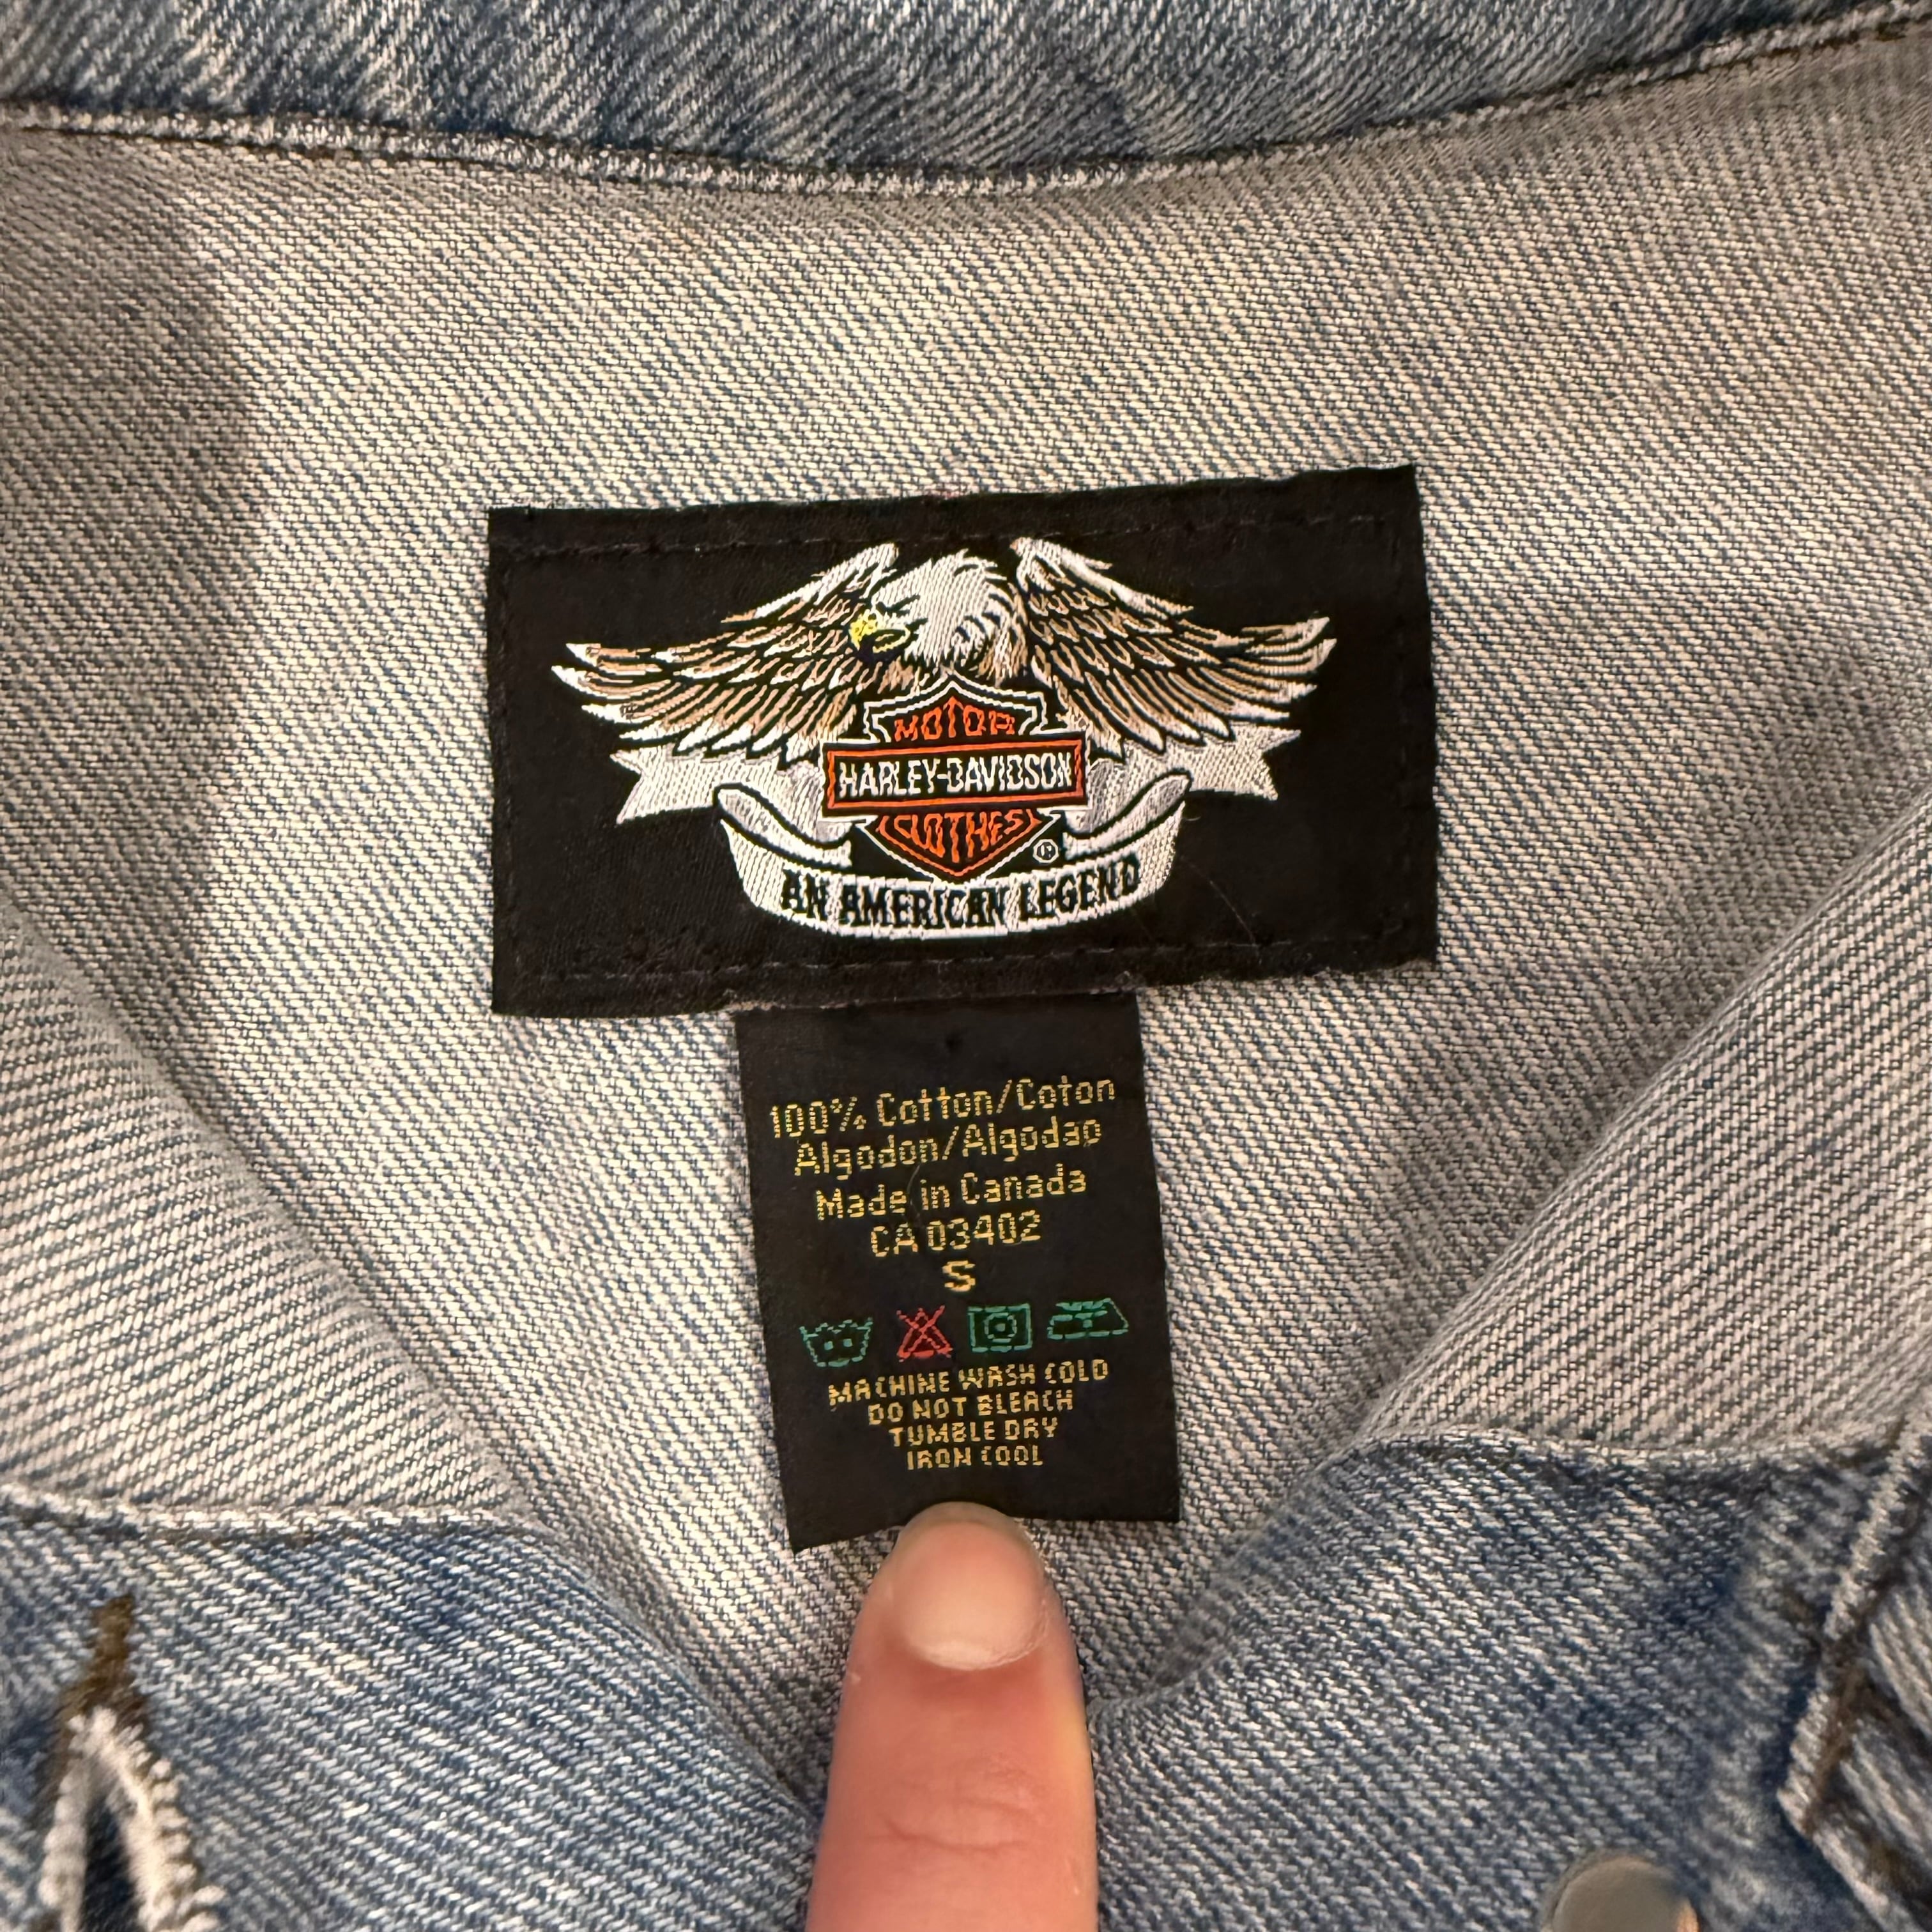 MOTOR
HARLEY-DAVIDSON
CLOTHES
®
AN AMERICAN LEGEND
100% Cotton/Coton
Algodon/Algodao
Made in Canada
CA 03402
S
MACHINE WASH COLD
DO NOT BLEACH
TUMBLE DRY
IRON COOL